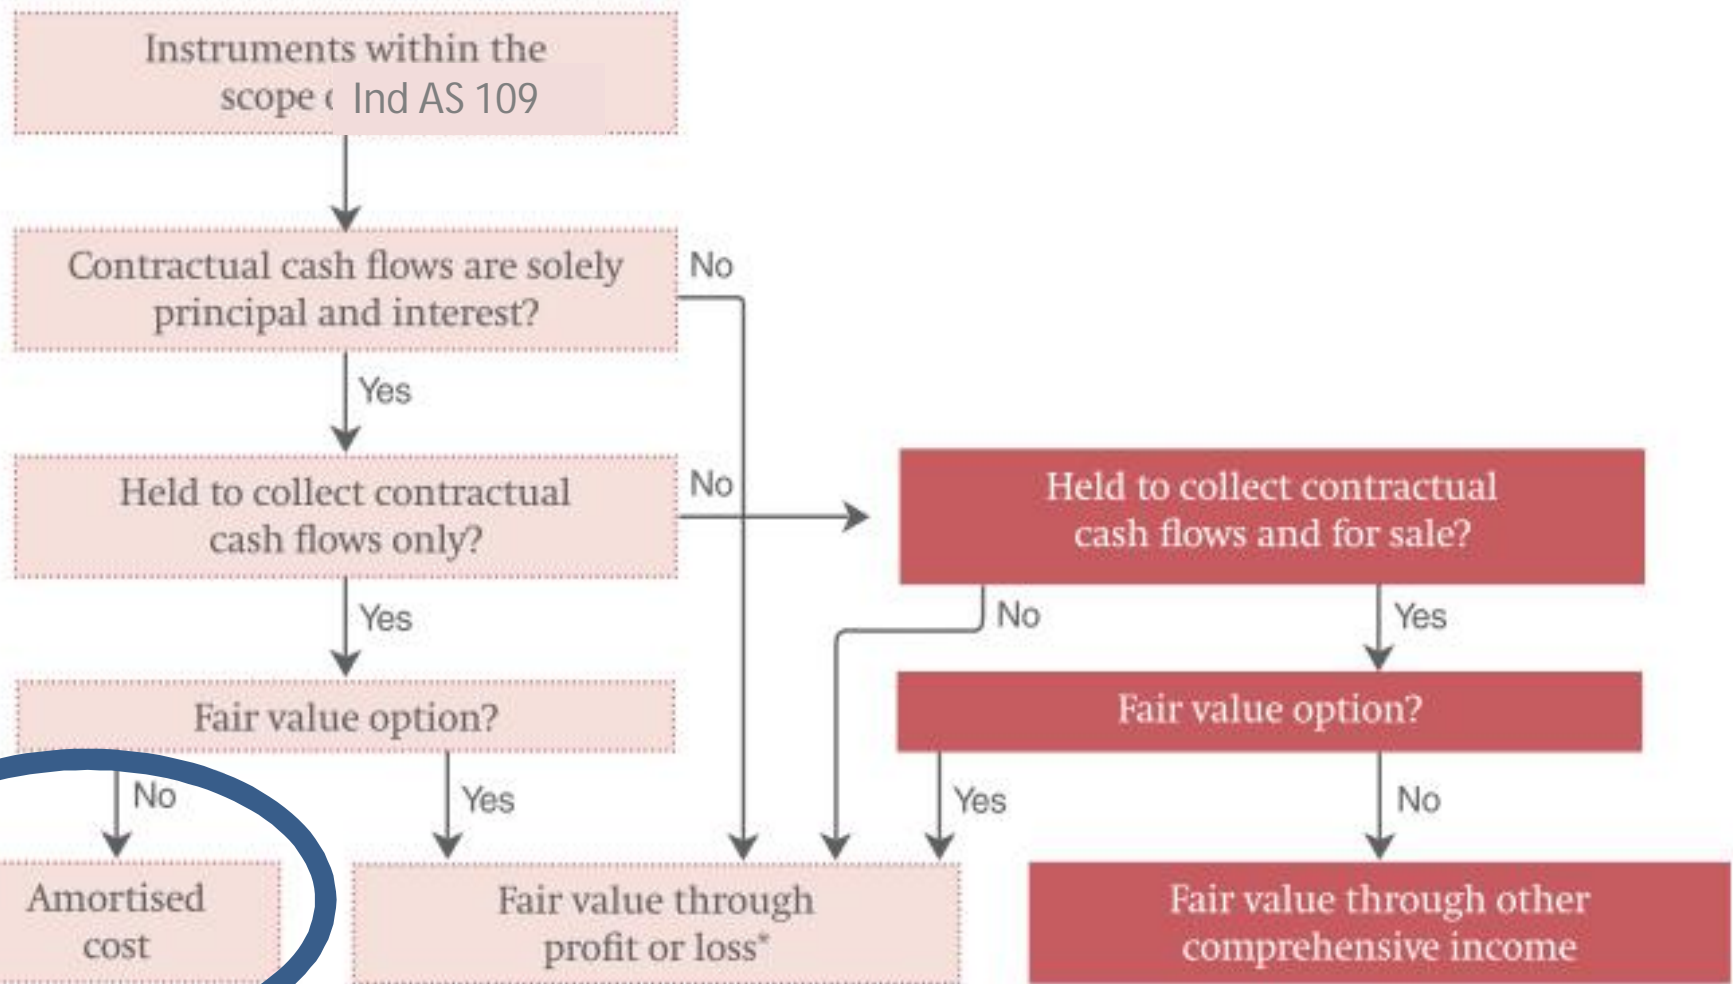 Instruments within the
scope Ind AS 109
Contractual cash flows are solely
principal and interest?
No
Yes
Held to collect contractual
cash flows only?
No
Held to collect contractual
cash flows and for sale?
Yes
No
Yes
Fair value option?
Fair value option?
No
Yes
Yes
No
Amortised
cost
Fair value through
profit or loss*
Fair value through other
comprehensive income